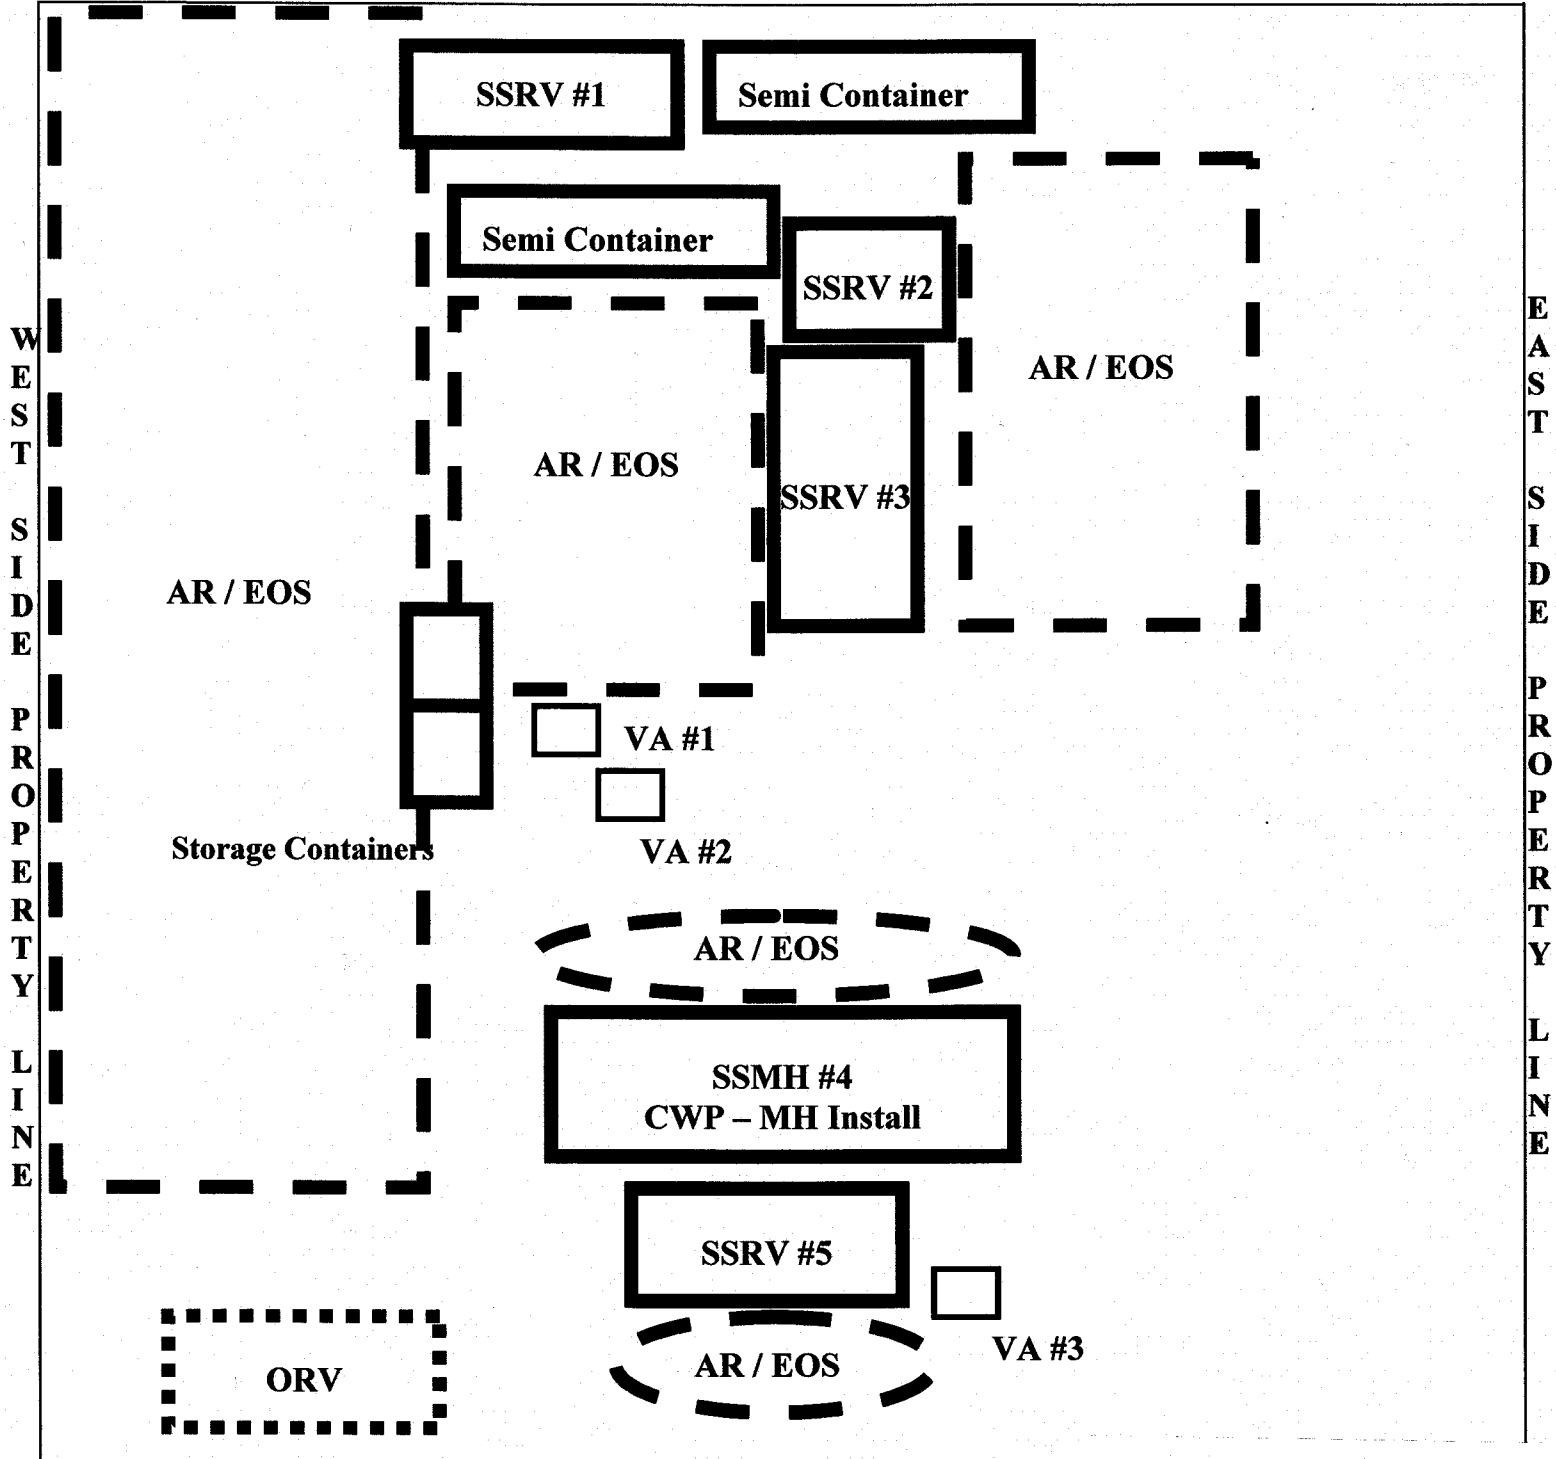 SSRV #1
Semi Container
Semi Container
SSRV #2
AR / EOS
AR / EOS
SSRV #3
AR / EOS
VA #1
Storage Containers
VA #2
AR / EOS
SSMH #4
CWP – MH Install
SSRV #5
VA #3
AR / EOS
ORV
WEST SIDE PROPERTY LINE
EAST SIDE PROPERTY LINE